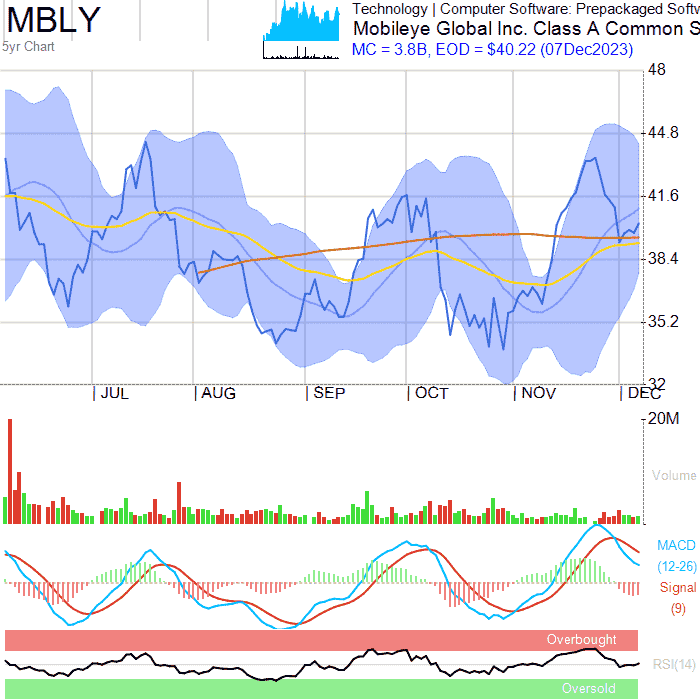 MBLY
5yr Chart
Technology | Computer Software: Prepackaged Softw
Mobileye Global Inc. Class A Common S
MC = 3.8B, EOD = $40.22 (07Dec2023)
48
44.8
41.6
38.4
35.2
32
JUL AUG SEP OCT NOV DEC
20M
Volume
MACD
(12-26)
Signal
(9)
Overbought
RSI(14)
Oversold